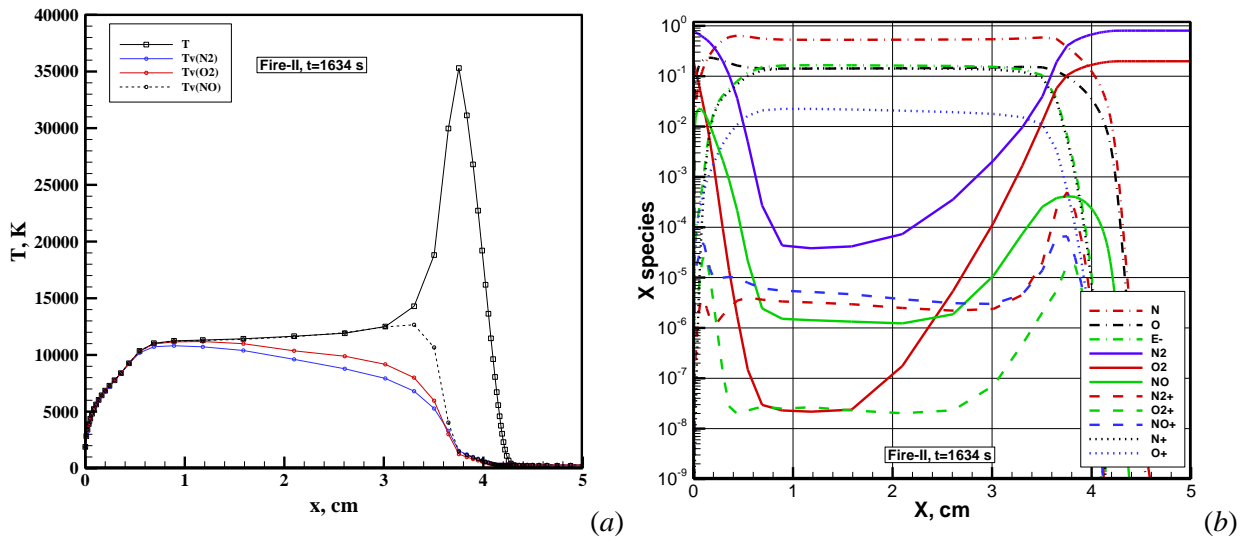 40000
35000
30000
25000
20000
15000
10000
5000
0
T, K
T
Tv(N2)
Tv(O2)
Tv(NO)
Fire-II, t=1634 s
0 1 2 3 4 5
x, cm
(a)
10^0
10^-1
10^-2
10^-3
10^-4
10^-5
10^-6
10^-7
10^-8
10^-9
X species
N
O
E-
N2
O2
NO
N2+
O2+
NO+
N+
O+
Fire-II, t=1634 s
0 1 2 3 4 5
X, cm
(b)